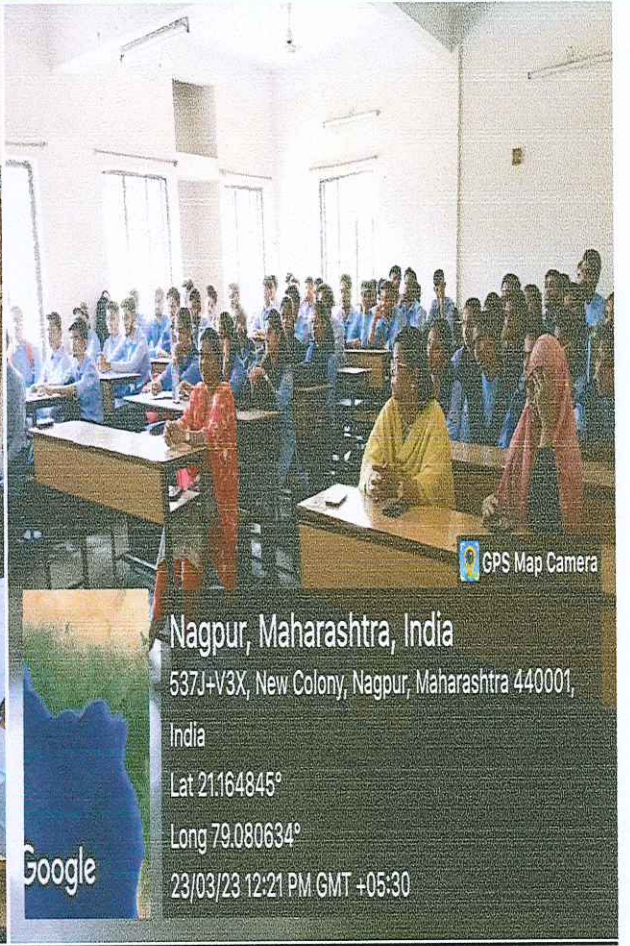 GPS Map Camera
Nagpur, Maharashtra, India
537J+V3X, New Colony, Nagpur, Maharashtra 440001,
India
Lat 21.164845°
Long 79.080634°
23/03/23 12:21 PM GMT +05:30
Google